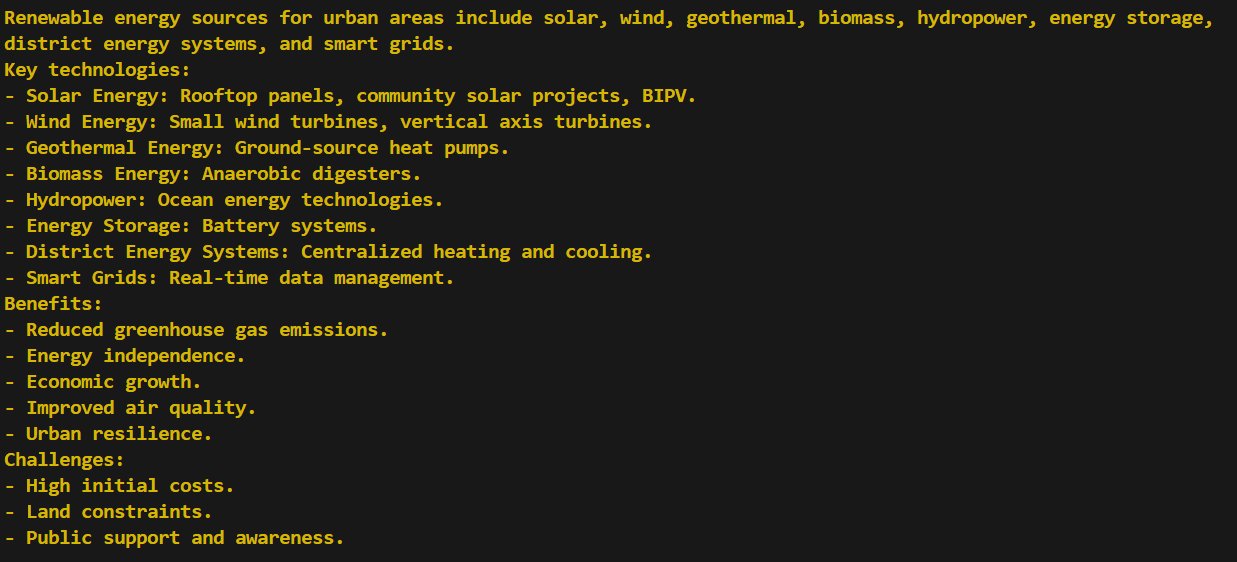 Renewable energy sources for urban areas include solar, wind, geothermal, biomass, hydropower, energy storage,
district energy systems, and smart grids.
Key technologies:
- Solar Energy: Rooftop panels, community solar projects, BIPV.
- Wind Energy: Small wind turbines, vertical axis turbines.
- Geothermal Energy: Ground-source heat pumps.
- Biomass Energy: Anaerobic digesters.
- Hydropower: Ocean energy technologies.
- Energy Storage: Battery systems.
- District Energy Systems: Centralized heating and cooling.
- Smart Grids: Real-time data management.
Benefits:
- Reduced greenhouse gas emissions.
- Energy independence.
- Economic growth.
- Improved air quality.
- Urban resilience.
Challenges:
- High initial costs.
- Land constraints.
- Public support and awareness.